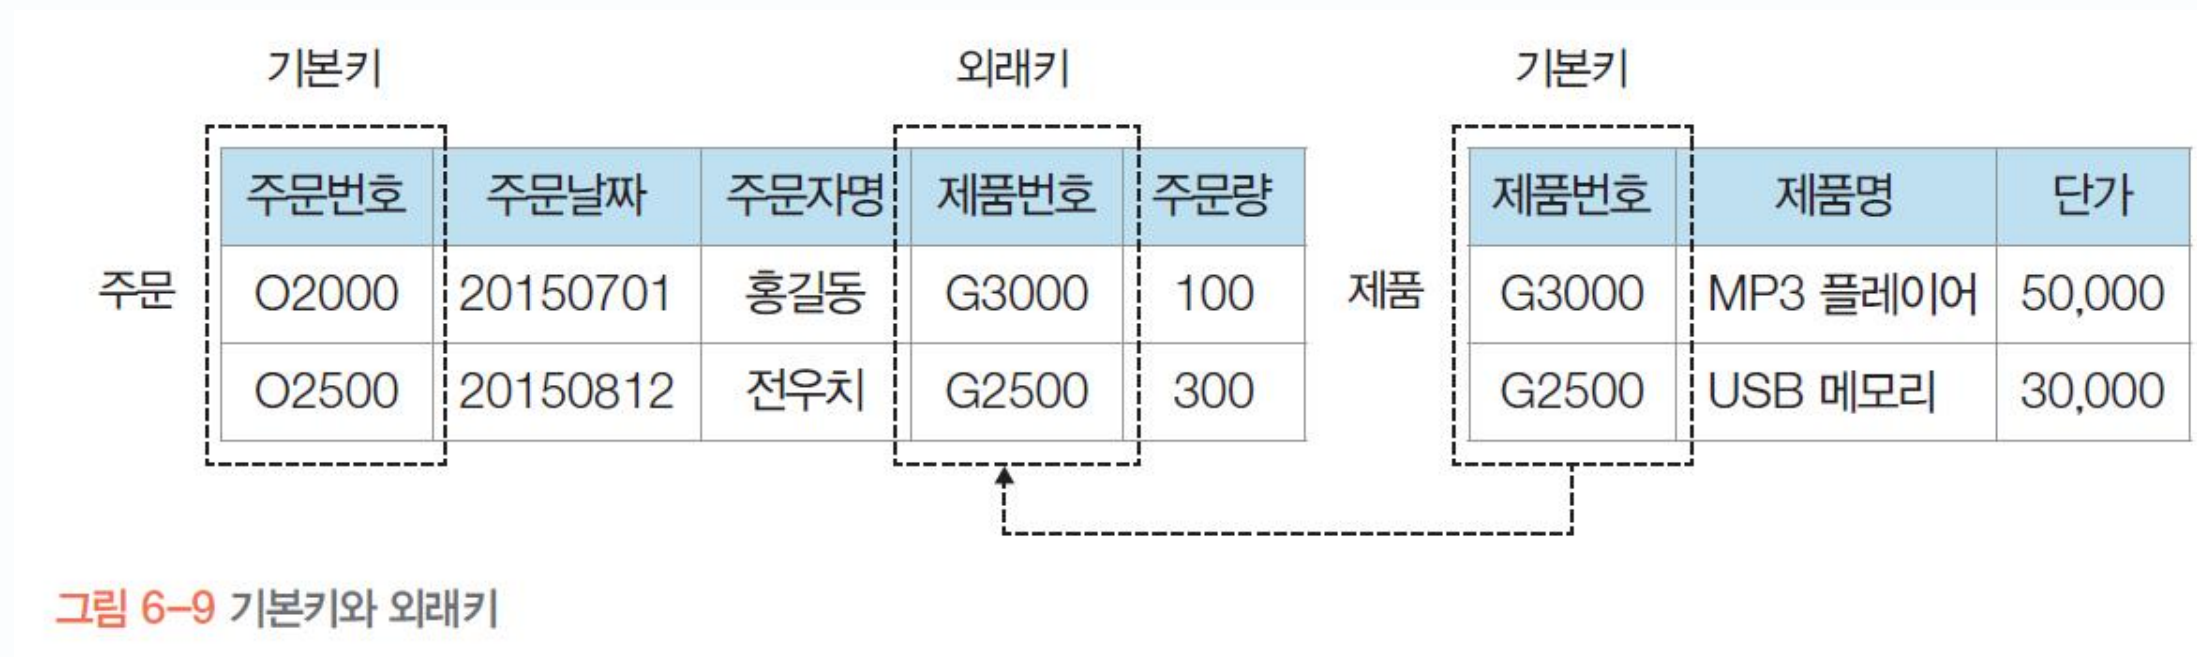 기본키 외래키 기본키
주문번호 주문날짜 주문자명 제품번호 주문량 제품번호 제품명 단가
주문 O2000 20150701 홍길동 G3000 100 제품 G3000 MP3 플레이어 50,000
O2500 20150812 전우치 G2500 300 G2500 USB 메모리 30,000
그림 6-9 기본키와 외래키